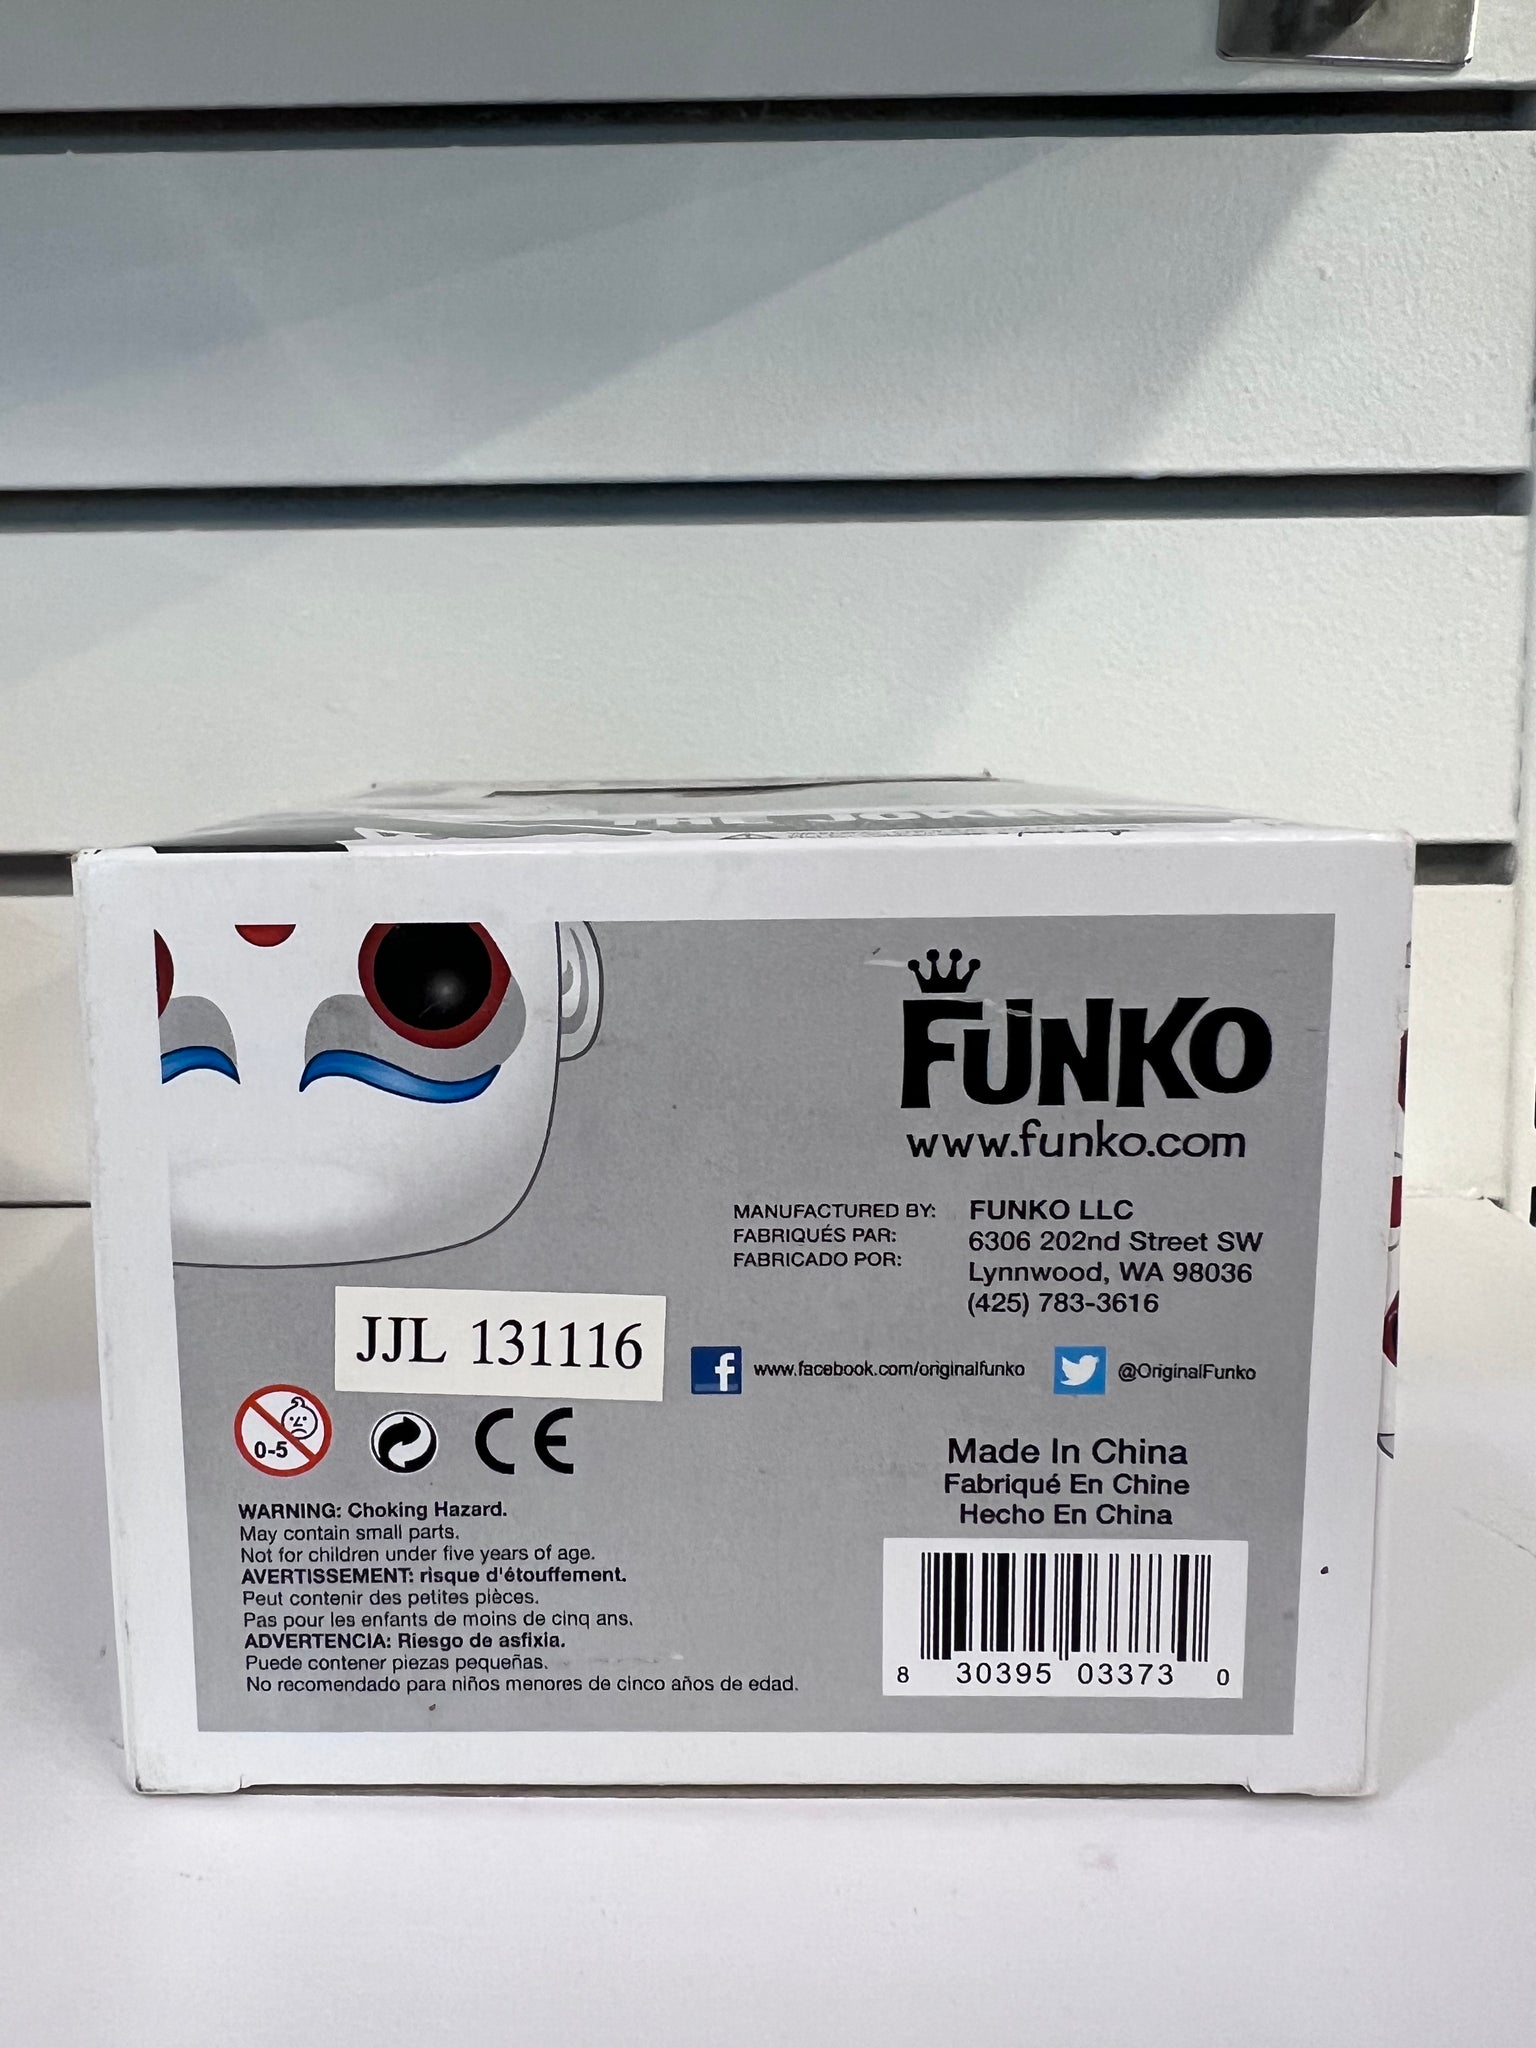 THE JOKER
FUNKO
www.funko.com
MANUFACTURED BY:
FABRIQUÉS PAR:
FABRICADO POR:
FUNKO LLC
6306 202nd Street SW
Lynnwood, WA 98036
(425) 783-3616
JJL 131116
f www.facebook.com/originalfunko
@OriginalFunko
0-5
CE
Made In China
Fabriqué En Chine
Hecho En China
WARNING: Choking Hazard.
May contain small parts.
Not for children under five years of age.
AVERTISSEMENT: risque d'étouffement.
Peut contenir des petites pièces.
Pas pour les enfants de moins de cinq ans.
ADVERTENCIA: Riesgo de asfixia.
Puede contener piezas pequeñas.
No recomendado para niños menores de cinco años de edad.
8 30395 03373 0